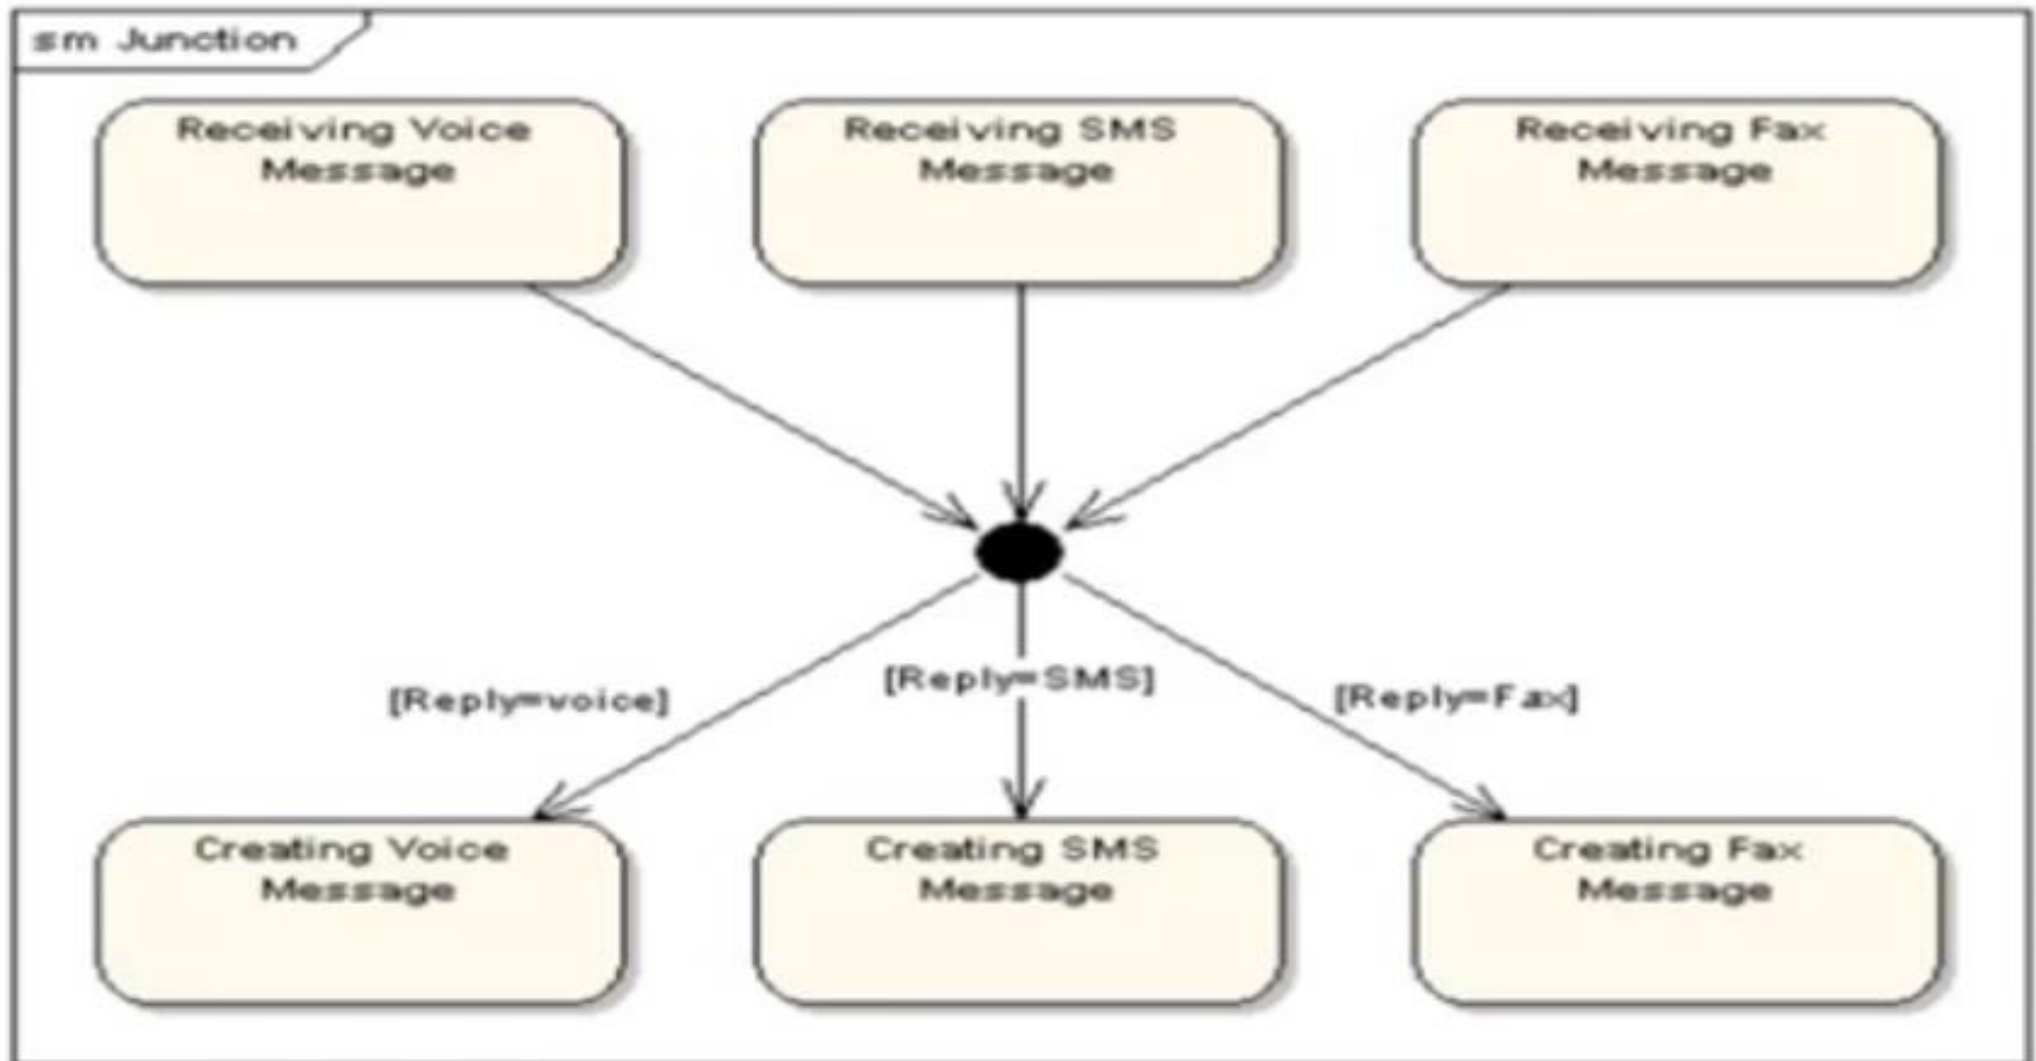 sm Junction
Receiving Voice
Message
Receiving SMS
Message
Receiving Fax
Message
[Reply=voice]
[Reply=SMS]
[Reply=Fax]
Creating Voice
Message
Creating SMS
Message
Creating Fax
Message